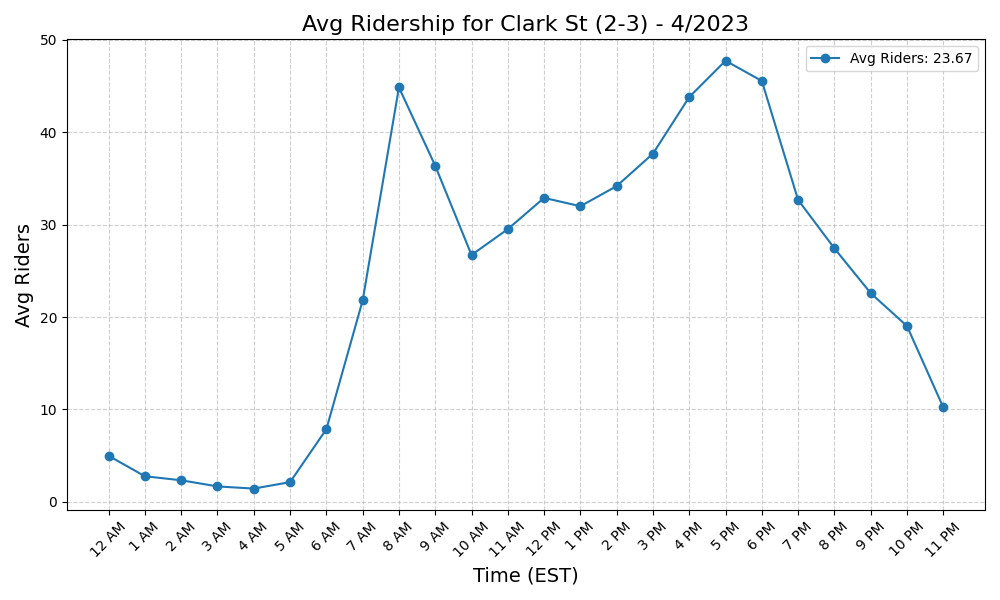 Avg Ridership for Clark St (2-3) - 4/2023
Avg Riders: 23.67
Avg Riders
50
40
30
20
10
0
12 AM
1 AM
2 AM
3 AM
4 AM
5 AM
6 AM
7 AM
8 AM
9 AM
10 AM
11 AM
12 PM
1 PM
2 PM
3 PM
4 PM
5 PM
6 PM
7 PM
8 PM
9 PM
10 PM
11 PM
Time (EST)